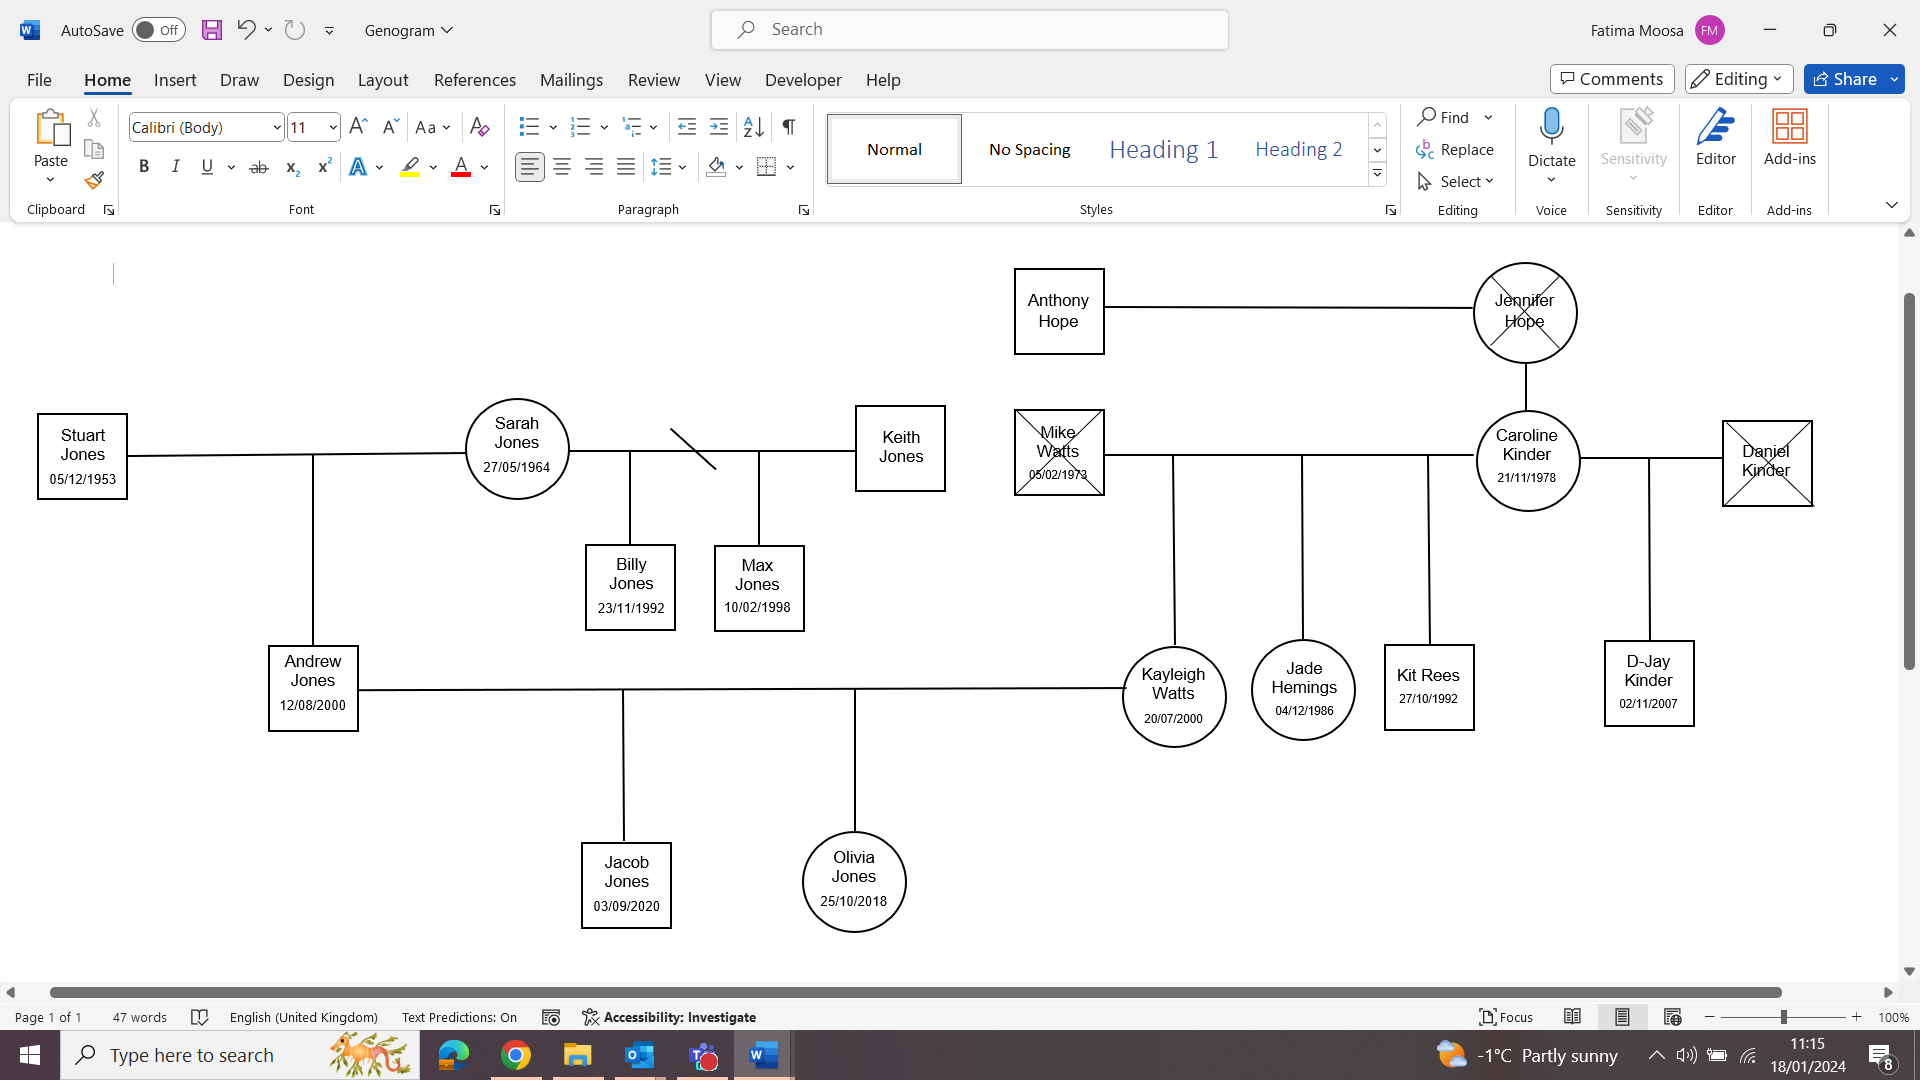 AutoSave Off Genogram Search Fatima Moosa FM
File Home Insert Draw Design Layout References Mailings Review View Developer Help Comments Editing Share
Paste
Clipboard
Calibri (Body) 11
Aa
B I U ab x₂ x² A A
Font
Paragraph
Normal
No Spacing
Heading 1
Heading 2
Styles
Find
Replace
Select
Editing
Dictate
Voice
Sensitivity
Sensitivity
Editor
Editor
Add-ins
Add-ins
Anthony
Hope
Jennifer
Hope
Stuart
Jones
05/12/1953
Sarah
Jones
27/05/1964
Keith
Jones
Mike
Watts
05/02/1973
Caroline
Kinder
21/11/1978
Daniel
Kinder
Billy
Jones
23/11/1992
Max
Jones
10/02/1998
Andrew
Jones
12/08/2000
Kayleigh
Watts
20/07/2000
Jade
Hemings
04/12/1986
Kit Rees
27/10/1992
D-Jay
Kinder
02/11/2007
Jacob
Jones
03/09/2020
Olivia
Jones
25/10/2018
Page 1 of 1 47 words English (United Kingdom) Text Predictions: On Accessibility: Investigate Focus 100%
Type here to search
-1°C Partly sunny
11:15
18/01/2024
8